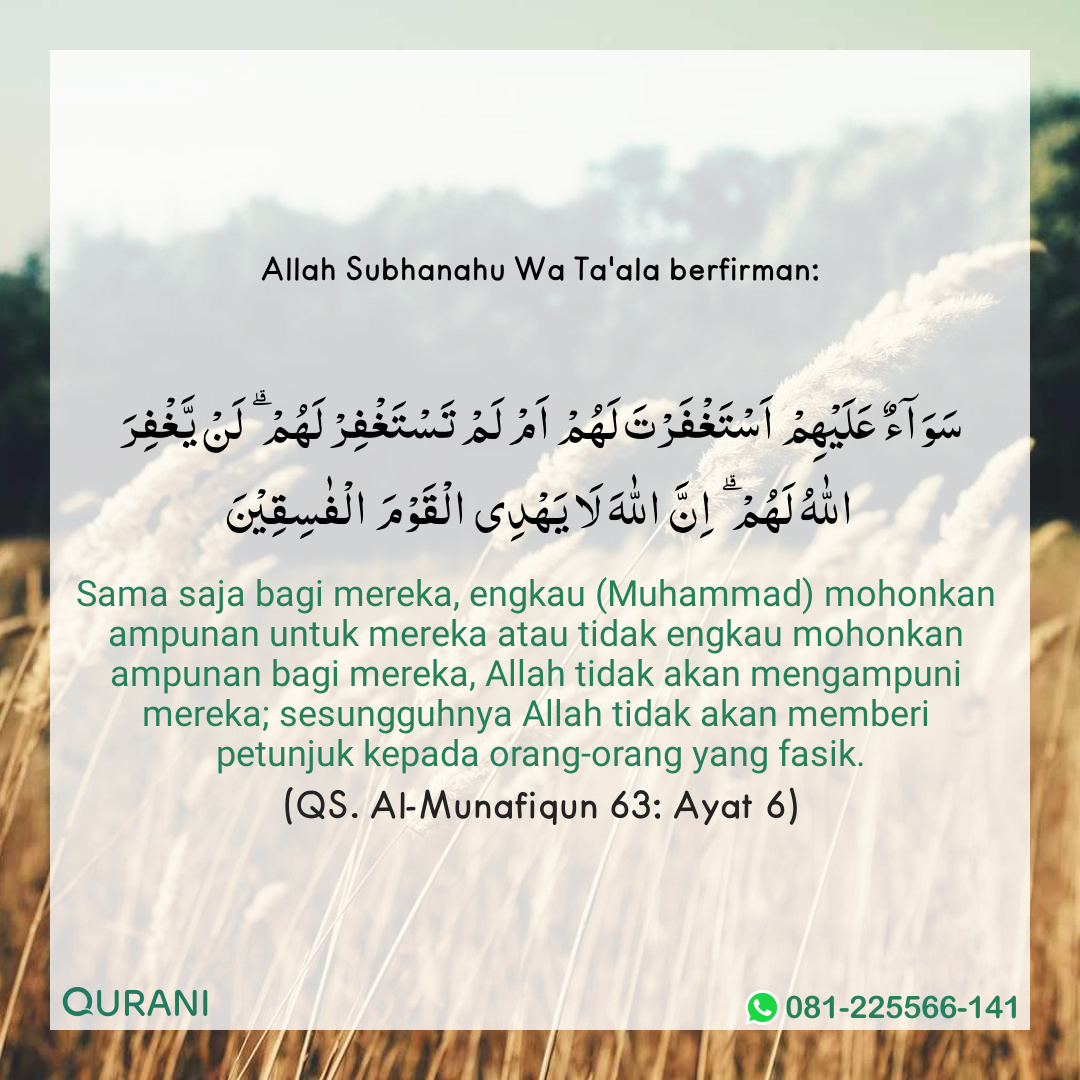 Allah Subhanahu Wa Ta'ala berfirman:
سَوَآءٌ عَلَيْهِمْ اَسْتَغْفَرْتَ لَهُمْ اَمْ لَمْ تَسْتَغْفِرْ لَهُمْۗ لَنْ يَّغْفِرَ
اللّٰهُ لَهُمْۗ اِنَّ اللّٰهَ لَا يَهْدِى الْقَوْمَ الْفٰسِقِيْنَ
Sama saja bagi mereka, engkau (Muhammad) mohonkan
ampunan untuk mereka atau tidak engkau mohonkan
ampunan bagi mereka, Allah tidak akan mengampuni
mereka; sesungguhnya Allah tidak akan memberi
petunjuk kepada orang-orang yang fasik.
(QS. Al-Munafiqun 63: Ayat 6)
QURANI
081-225566-141